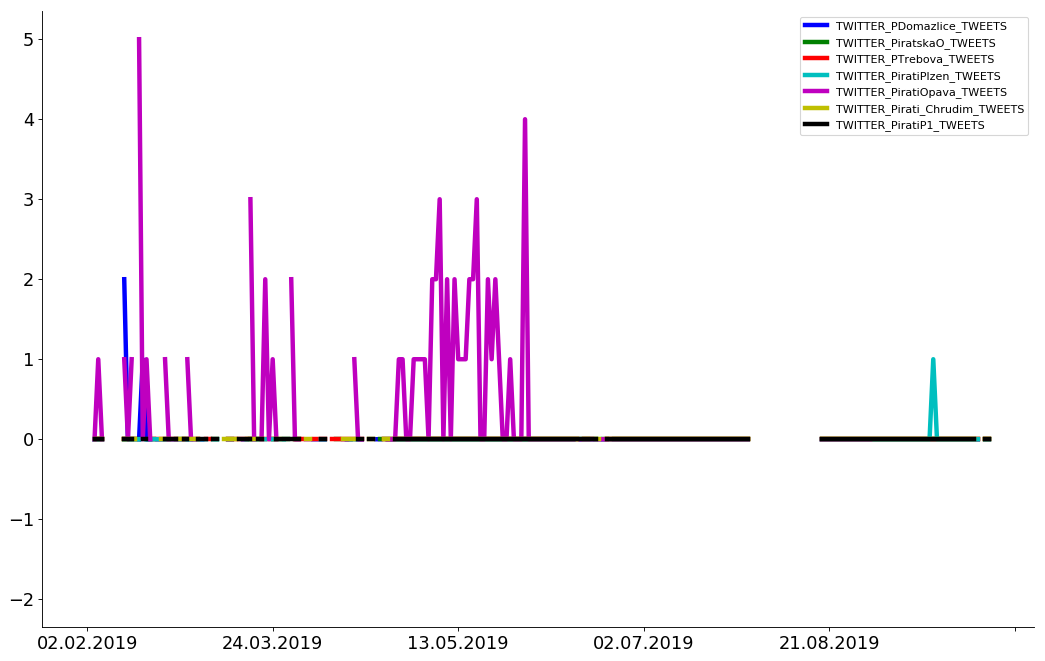 TWITTER_PDomazlice_TWEETS
TWITTER_PiratskaO_TWEETS
TWITTER_PTrebova_TWEETS
TWITTER_PiratiPlzen_TWEETS
TWITTER_PiratiOpava_TWEETS
TWITTER_Pirati_Chrudim_TWEETS
TWITTER_PiratiP1_TWEETS
5
4
3
2
1
0
−1
−2
02.02.2019 24.03.2019 13.05.2019 02.07.2019 21.08.2019